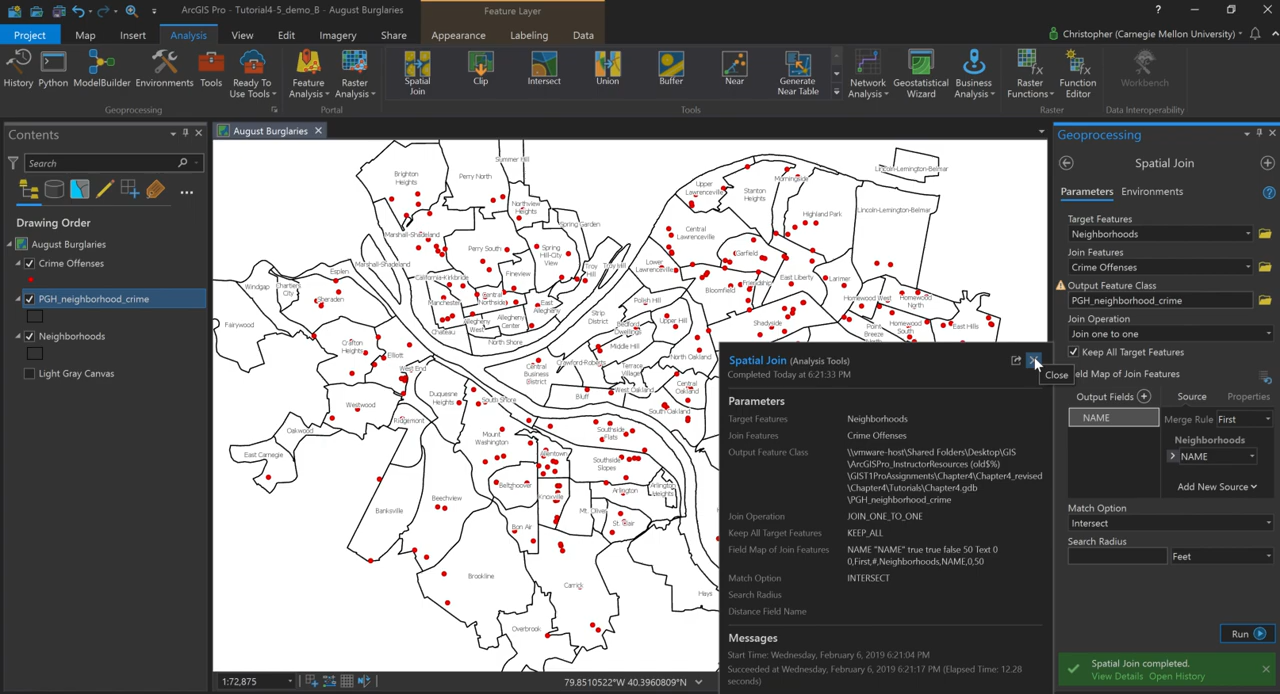 ArcGIS Pro - Tutorial4-5_demo_B - August Burglaries
Feature Layer
?
Project
Map
Insert
Analysis
View
Edit
Imagery
Share
Appearance
Labeling
Data
Christopher (Carnegie Mellon University)
History
Python
ModelBuilder
Environments
Tools
Ready To
Use Tools
Feature
Analysis
Raster
Analysis
Spatial
Join
Clip
Intersect
Union
Buffer
Near
Generate
Near Table
Network
Analysis
Geostatistical
Wizard
Business
Analysis
Raster
Functions
Function
Editor
Workbench
Geoprocessing
Portal
Tools
Raster
Data Interoperability
Contents
Search
Drawing Order
August Burglaries
Crime Offenses
PGH_neighborhood_crime
Neighborhoods
Light Gray Canvas
August Burglaries
Summer Hill
Brighton
Heights
Perry North
Northview
Heights
Spring Garden
Marshall-Shadeland
Perry South
Spring
Hill-City
View
Marshall-Shadeland
Troy
Hill
Troy Hill
Esplen
Windgap
Chartiers
City
Sheraden
California-Kirkbride
Fineview
Manchester
Central
Northside
East
Allegheny
Allegheny
West
Allegheny
Center
Chateau
North Shore
Fairywood
Crafton
Heights
Elliott
West End
Westwood
Ridgemont
Oakwood
East Carnegie
Duquesne
Heights
South Shore
Mount
Washington
Central
Business
District
Bluff
Strip
District
Polish Hill
Bedford
Dwellings
Upper Hill
Middle Hill
Crawford-Roberts
Terrace
Village
North Oakland
Central
Oakland
South Oakland
Upper
Lawrenceville
Central
Lawrenceville
Lower
Lawrenceville
Stanton
Heights
Morningside
Highland Park
Lincoln-Lemington-Belmar
Lincoln-Lemington-Belmar
Garfield
Bloomfield
Friendship
East Liberty
Larimer
Shadyside
Homewood West
Homewood
North
Homewood
South
Point
Breeze
East Hills
Southside
Flats
Southside
Slopes
Allentown
Beltzhoover
Knoxville
Arlington
Arlington
Heights
Mt. Oliver
St. Clair
Bon Air
Beechview
Banksville
Brookline
Carrick
Overbrook
Hays
Spatial Join (Analysis Tools)
Completed Today at 6:21:33 PM
Close
Parameters
Target Features Neighborhoods
Join Features Crime Offenses
Output Feature Class \\vmware-host\Shared Folders\Desktop\GIS
\ArcGISPro_InstructorResources (old$%)
\GIST1ProAssignments\Chapter4\Chapter4_revised
\Chapter4\Tutorials\Chapter4.gdb
\PGH_neighborhood_crime
Join Operation JOIN_ONE_TO_ONE
Keep All Target Features KEEP_ALL
Field Map of Join Features NAME "NAME" true true false 50 Text 0
0,First,#,Neighborhoods,NAME,0,50
Match Option INTERSECT
Search Radius
Distance Field Name
Messages
Start Time: Wednesday, February 6, 2019 6:21:04 PM
Succeeded at Wednesday, February 6, 2019 6:21:17 PM (Elapsed Time: 12.28
seconds)
1:72,875
79.8510522°W 40.3960809°N
Geoprocessing
Spatial Join
Parameters
Environments
Target Features
Neighborhoods
Join Features
Crime Offenses
Output Feature Class
PGH_neighborhood_crime
Join Operation
Join one to one
Keep All Target Features
ield Map of Join Features
Output Fields
Source
Properties
NAME
Merge Rule First
Neighborhoods
NAME
Add New Source
Match Option
Intersect
Search Radius
Feet
Run
Spatial Join completed.
View Details Open History